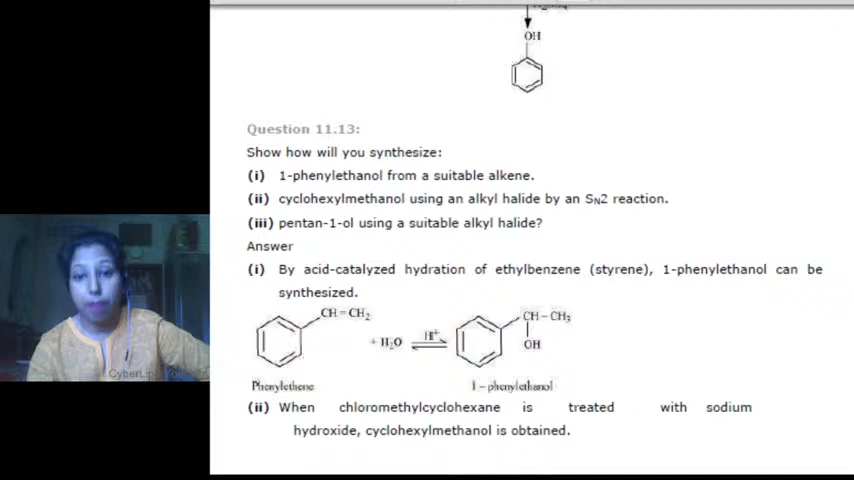 OH
Question 11.13:
Show how will you synthesize:
(i) 1-phenylethanol from a suitable alkene.
(ii) cyclohexylmethanol using an alkyl halide by an SN2 reaction.
(iii) pentan-1-ol using a suitable alkyl halide?
Answer
(i) By acid-catalyzed hydration of ethylbenzene (styrene), 1-phenylethanol can be
synthesized.
CH=CH2 + H2O H+ CH-CH3
OH
Phenylethene 1-phenylethanol
(ii) When chloromethylcyclohexane is treated with sodium
hydroxide, cyclohexylmethanol is obtained.